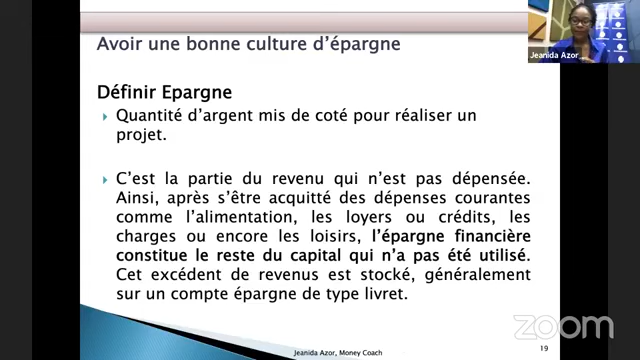 Avoir une bonne culture d'épargne
Jeanida Azor
Définir Epargne
Quantité d'argent mis de coté pour réaliser un
projet.
C'est la partie du revenu qui n'est pas dépensée.
Ainsi, après s'être acquitté des dépenses courantes
comme l'alimentation, les loyers ou crédits, les
charges ou encore les loisirs, l'épargne financière
constitue le reste du capital qui n'a pas été utilisé.
Cet excédent de revenus est stocké, généralement
sur un compte épargne de type livret.
zoom
19
Jeanida Azor, Money Coach